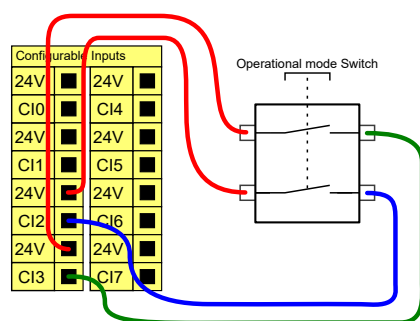 Configurable Inputs
Operational mode Switch
24V 24V
CI0 CI4
24V 24V
CI1 CI5
24V 24V
CI2 CI6
24V 24V
CI3 CI7